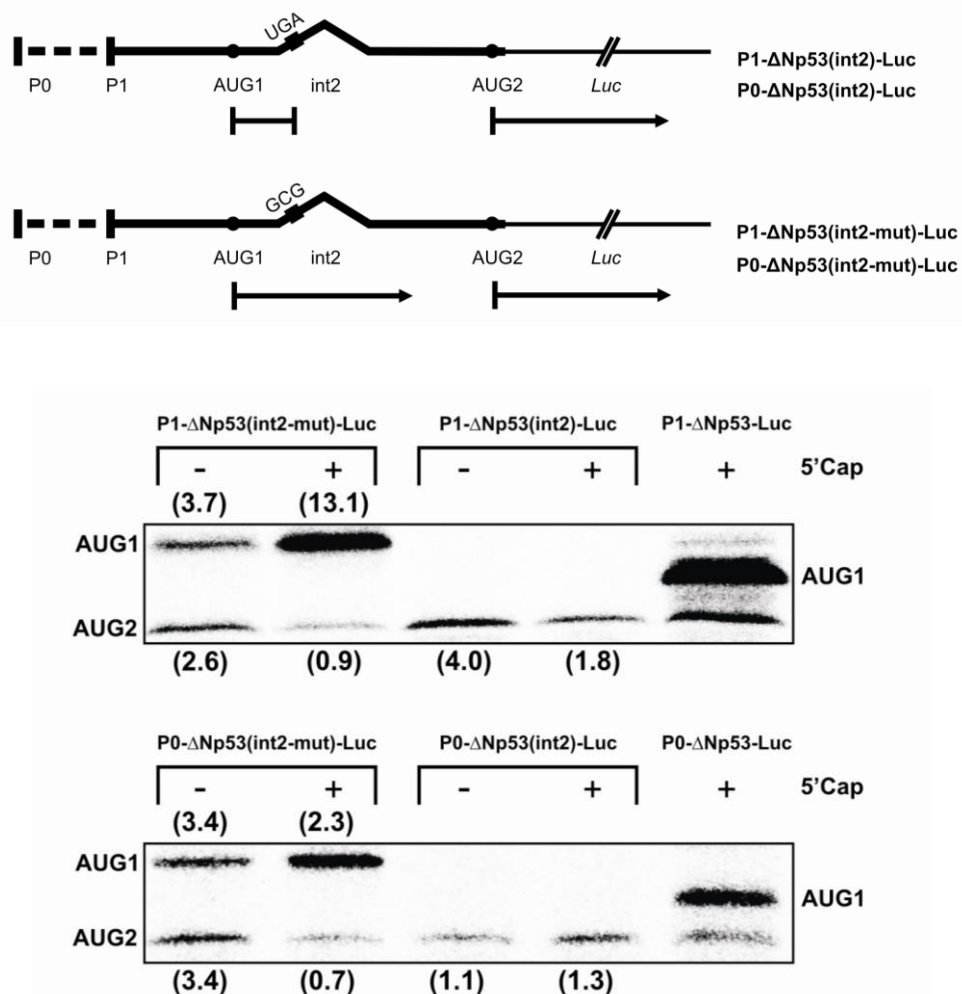 UGA
P0 P1 AUG1 int2 AUG2 Luc
P1-ΔNp53(int2)-Luc
P0-ΔNp53(int2)-Luc
GCG
P0 P1 AUG1 int2 AUG2 Luc
P1-ΔNp53(int2-mut)-Luc
P0-ΔNp53(int2-mut)-Luc
P1-ΔNp53(int2-mut)-Luc P1-ΔNp53(int2)-Luc P1-ΔNp53-Luc
- + - + + 5'Cap
(3.7) (13.1)
AUG1
AUG1
AUG2
(2.6) (0.9) (4.0) (1.8)
P0-ΔNp53(int2-mut)-Luc P0-ΔNp53(int2)-Luc P0-ΔNp53-Luc
- + - + + 5'Cap
(3.4) (2.3)
AUG1
AUG1
AUG2
(3.4) (0.7) (1.1) (1.3)